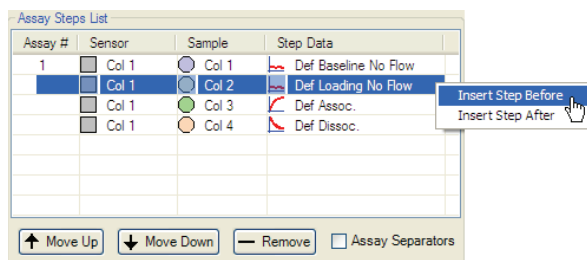 Assay Steps List
Assay # Sensor Sample Step Data
1 Col 1 Col 1 Def Baseline No Flow
Col 1 Col 2 Def Loading No Flow
Col 1 Col 3 Def Assoc.
Col 1 Col 4 Def Dissoc.
Insert Step Before
Insert Step After
Move Up Move Down Remove Assay Separators